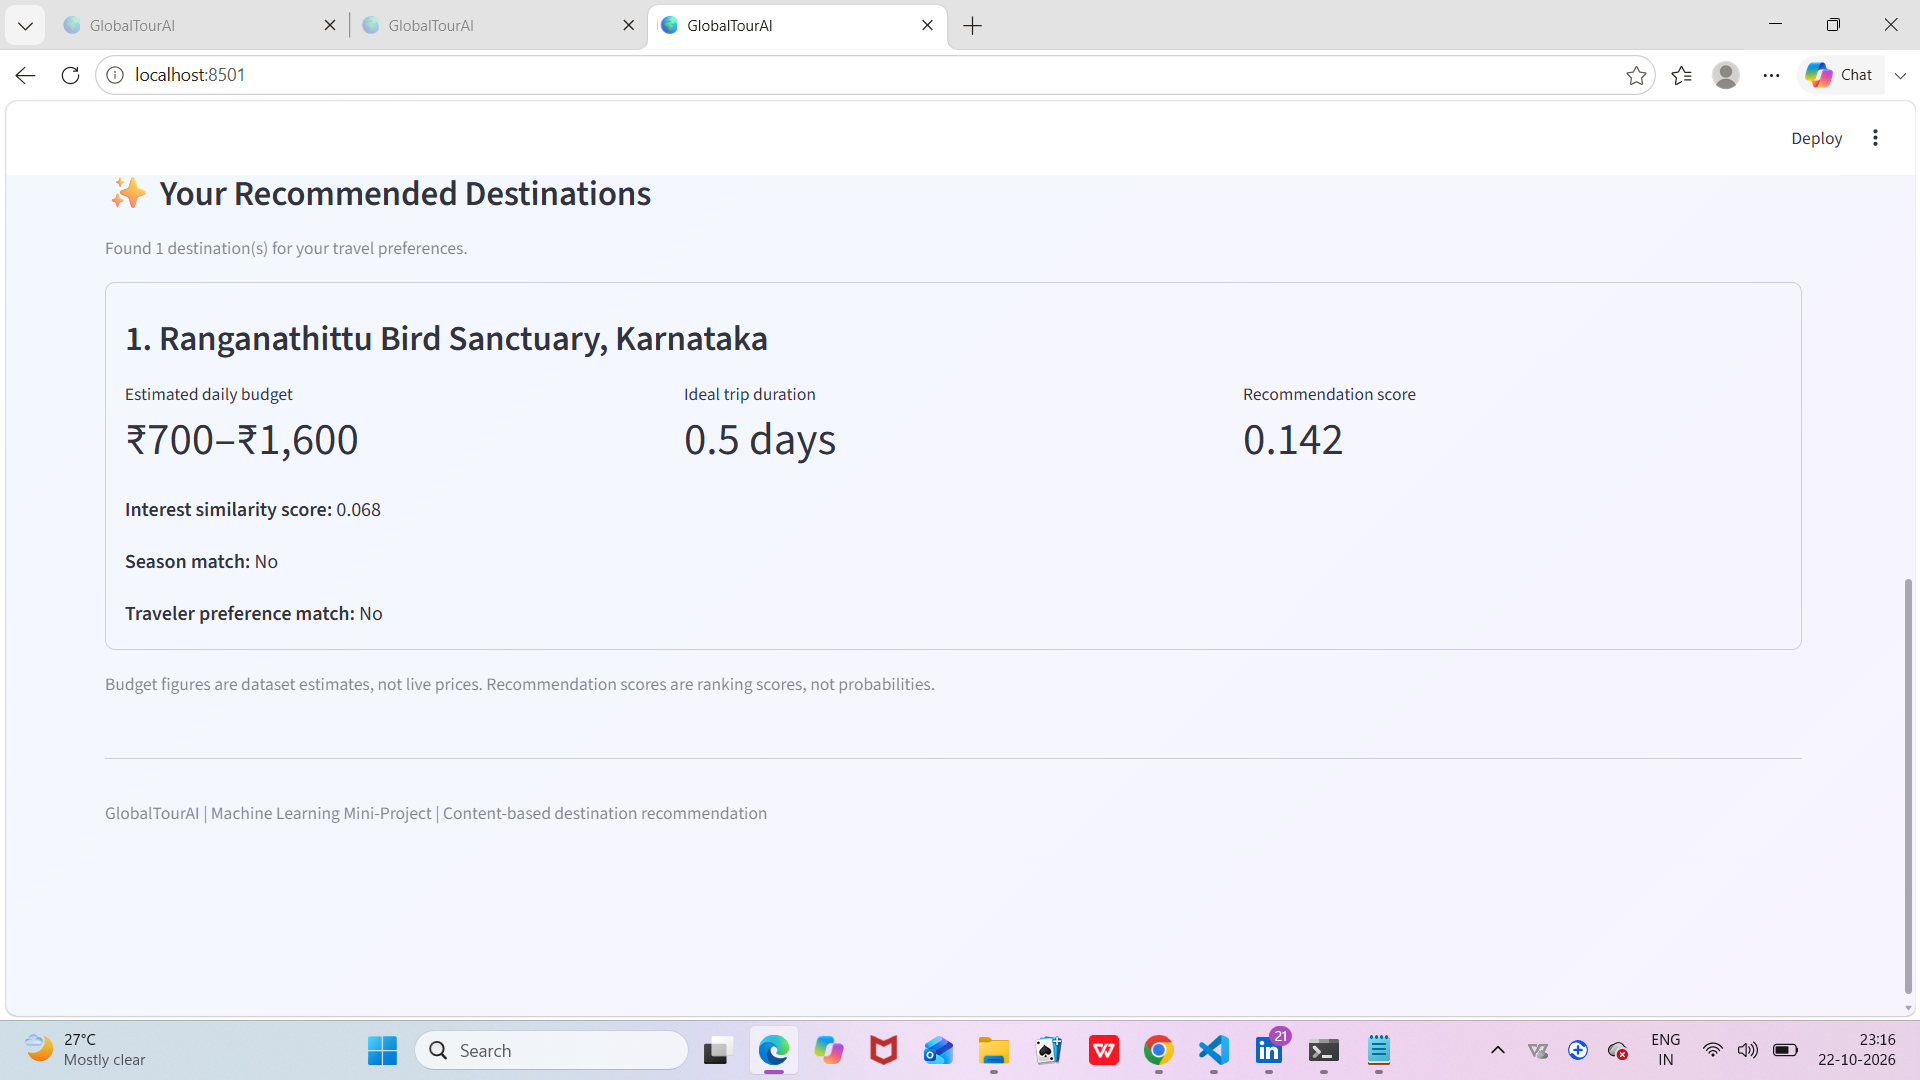 GlobalTourAI
GlobalTourAI
GlobalTourAI
localhost:8501
Chat
Deploy
✨ Your Recommended Destinations
Found 1 destination(s) for your travel preferences.
1. Ranganathittu Bird Sanctuary, Karnataka
Estimated daily budget
₹700–₹1,600
Ideal trip duration
0.5 days
Recommendation score
0.142
Interest similarity score: 0.068
Season match: No
Traveler preference match: No
Budget figures are dataset estimates, not live prices. Recommendation scores are ranking scores, not probabilities.
GlobalTourAI | Machine Learning Mini-Project | Content-based destination recommendation
27°C
Mostly clear
Search
21
ENG
IN
23:16
22-10-2026